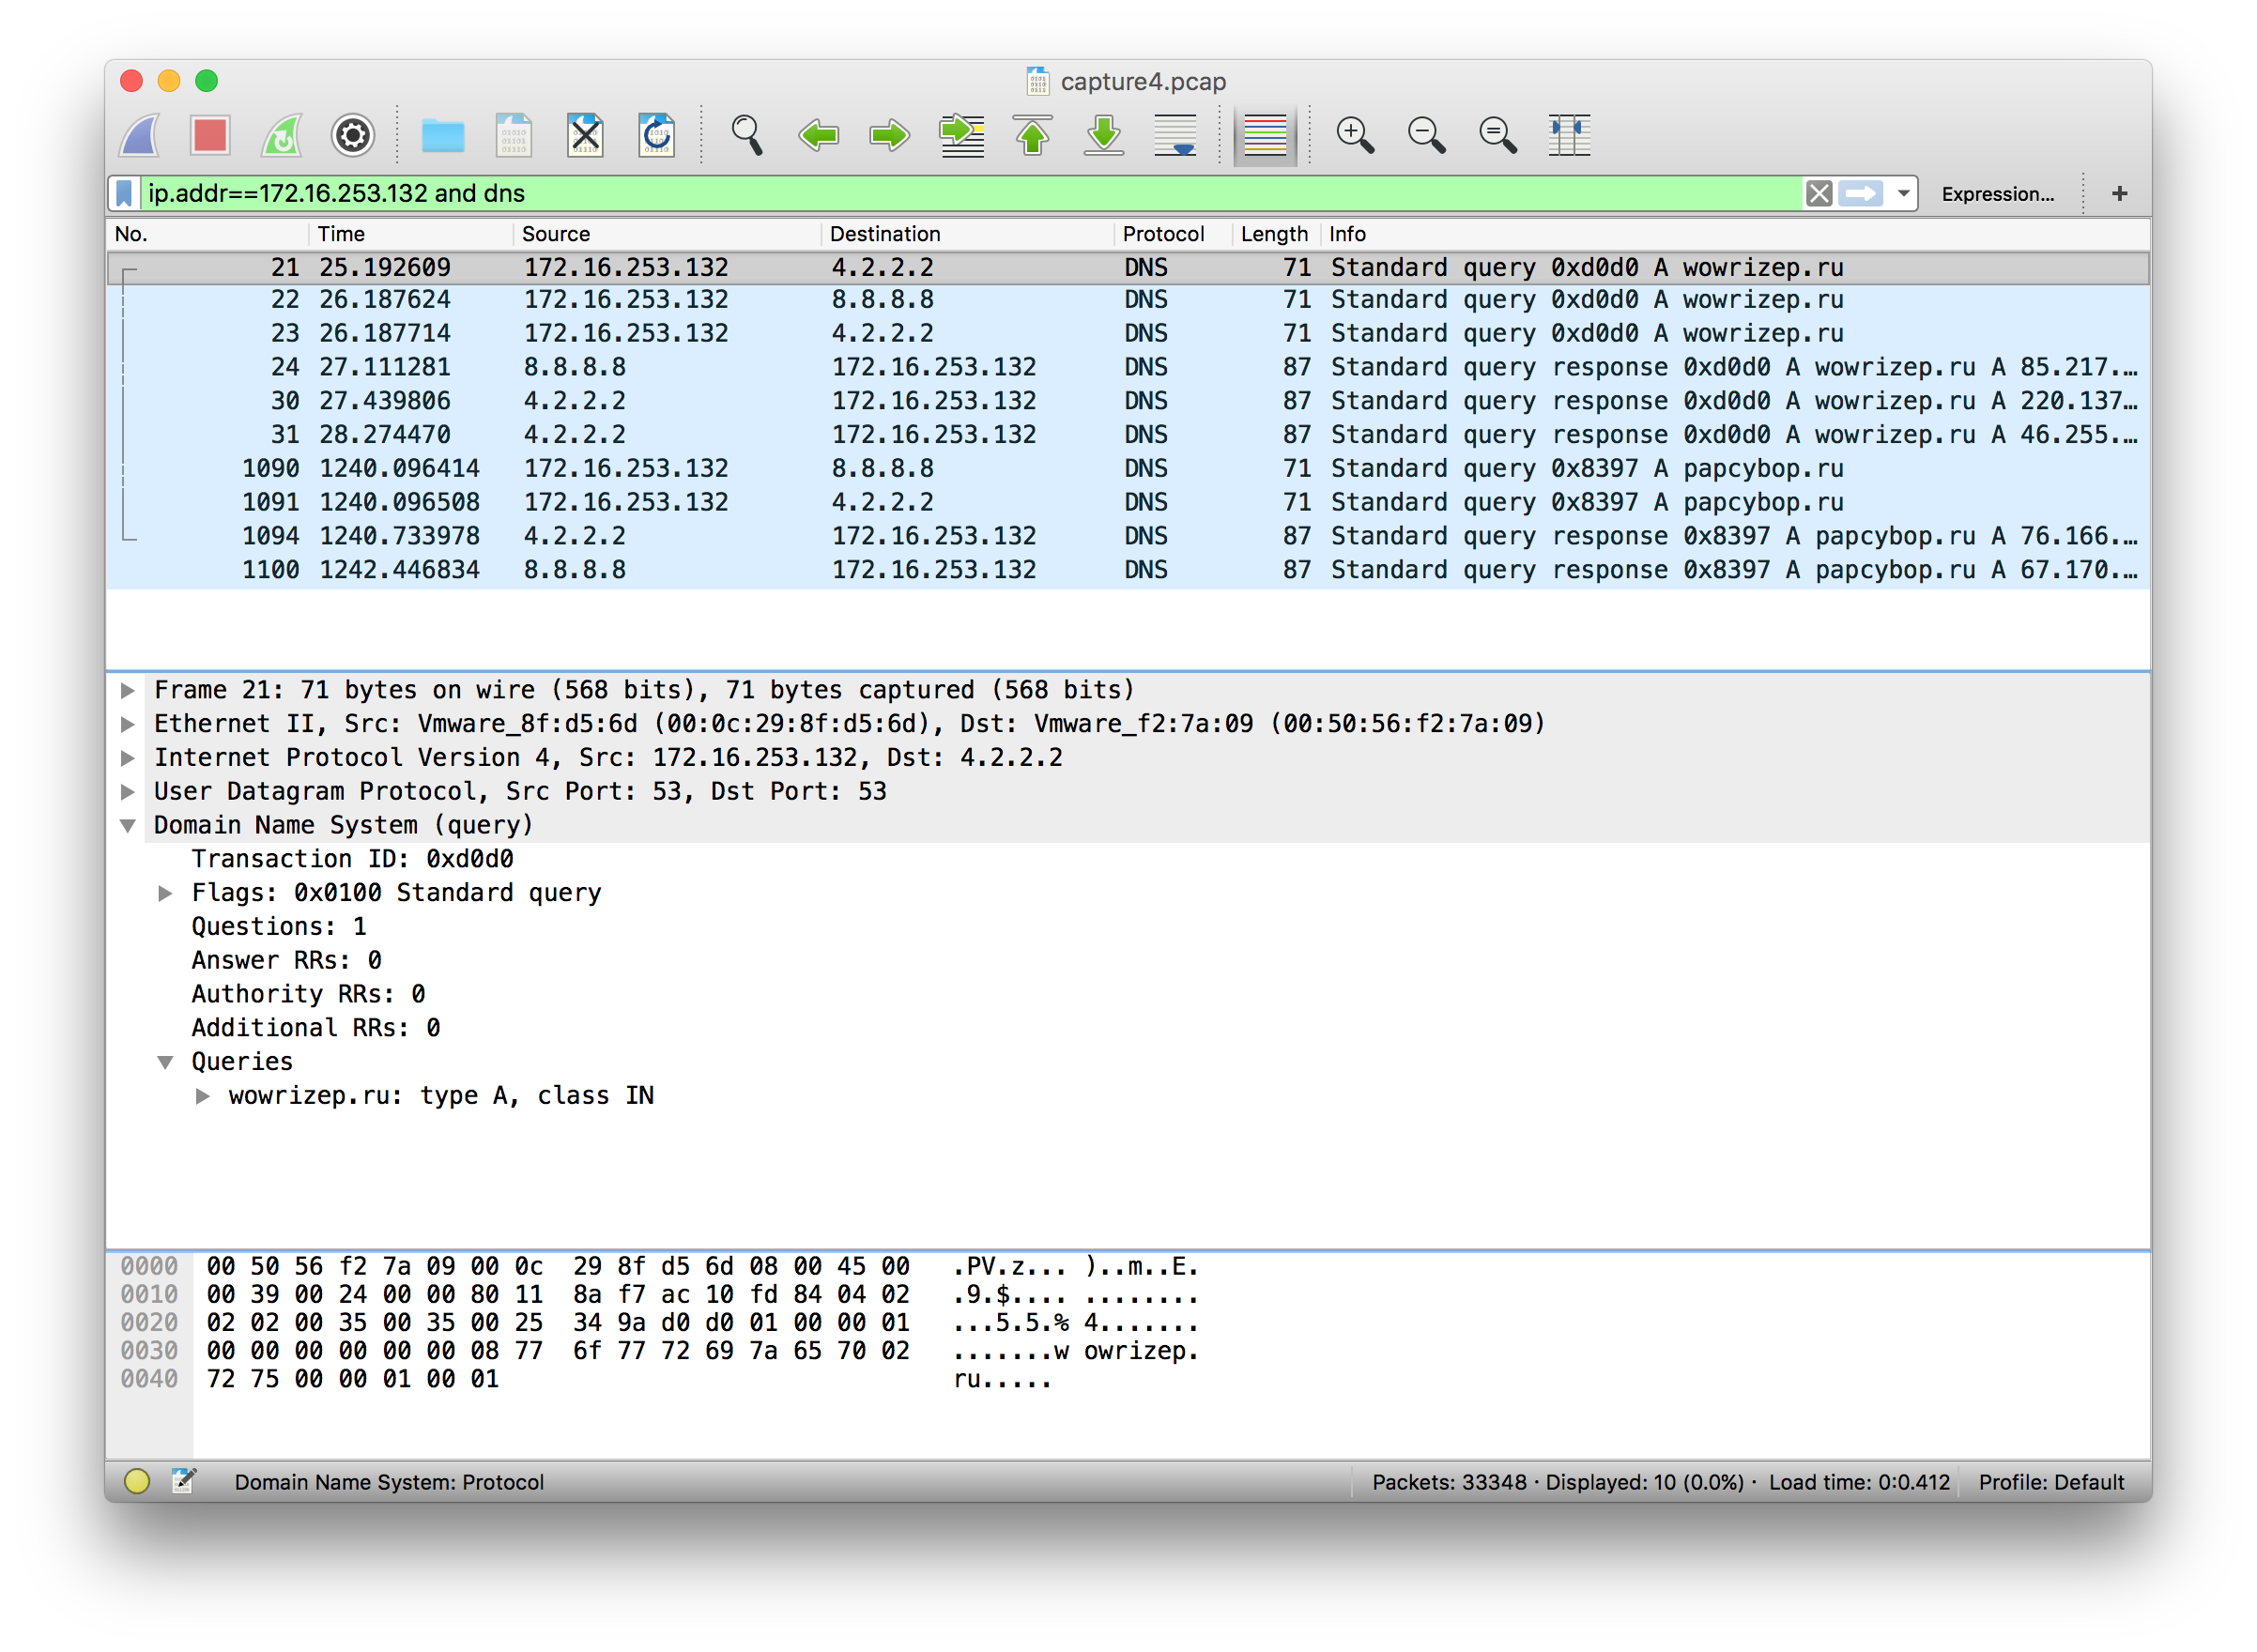 capture4.pcap
ip.addr==172.16.253.132 and dns
Expression... +
No. Time Source Destination Protocol Length Info
21 25.192609 172.16.253.132 4.2.2.2 DNS 71 Standard query 0xd0d0 A wowrizep.ru
22 26.187624 172.16.253.132 8.8.8.8 DNS 71 Standard query 0xd0d0 A wowrizep.ru
23 26.187714 172.16.253.132 4.2.2.2 DNS 71 Standard query 0xd0d0 A wowrizep.ru
24 27.111281 8.8.8.8 172.16.253.132 DNS 87 Standard query response 0xd0d0 A wowrizep.ru A 85.217.…
30 27.439806 4.2.2.2 172.16.253.132 DNS 87 Standard query response 0xd0d0 A wowrizep.ru A 220.137…
31 28.274470 4.2.2.2 172.16.253.132 DNS 87 Standard query response 0xd0d0 A wowrizep.ru A 46.255.…
1090 1240.096414 172.16.253.132 8.8.8.8 DNS 71 Standard query 0x8397 A papcybop.ru
1091 1240.096508 172.16.253.132 4.2.2.2 DNS 71 Standard query 0x8397 A papcybop.ru
1094 1240.733978 4.2.2.2 172.16.253.132 DNS 87 Standard query response 0x8397 A papcybop.ru A 76.166.…
1100 1242.446834 8.8.8.8 172.16.253.132 DNS 87 Standard query response 0x8397 A papcybop.ru A 67.170.…
Frame 21: 71 bytes on wire (568 bits), 71 bytes captured (568 bits)
Ethernet II, Src: Vmware_8f:d5:6d (00:0c:29:8f:d5:6d), Dst: Vmware_f2:7a:09 (00:50:56:f2:7a:09)
Internet Protocol Version 4, Src: 172.16.253.132, Dst: 4.2.2.2
User Datagram Protocol, Src Port: 53, Dst Port: 53
Domain Name System (query)
Transaction ID: 0xd0d0
Flags: 0x0100 Standard query
Questions: 1
Answer RRs: 0
Authority RRs: 0
Additional RRs: 0
Queries
wowrizep.ru: type A, class IN
0000 00 50 56 f2 7a 09 00 0c 29 8f d5 6d 08 00 45 00 .PV.z... )..m..E.
0010 00 39 00 24 00 00 80 11 8a f7 ac 10 fd 84 04 02 .9.$.... ........
0020 02 02 00 35 00 35 00 25 34 9a d0 d0 01 00 00 01 ...5.5.% 4.......
0030 00 00 00 00 00 00 08 77 6f 77 72 69 7a 65 70 02 .......w owrizep.
0040 72 75 00 00 01 00 01 ru.....
Domain Name System: Protocol
Packets: 33348 · Displayed: 10 (0.0%) · Load time: 0:0.412 Profile: Default